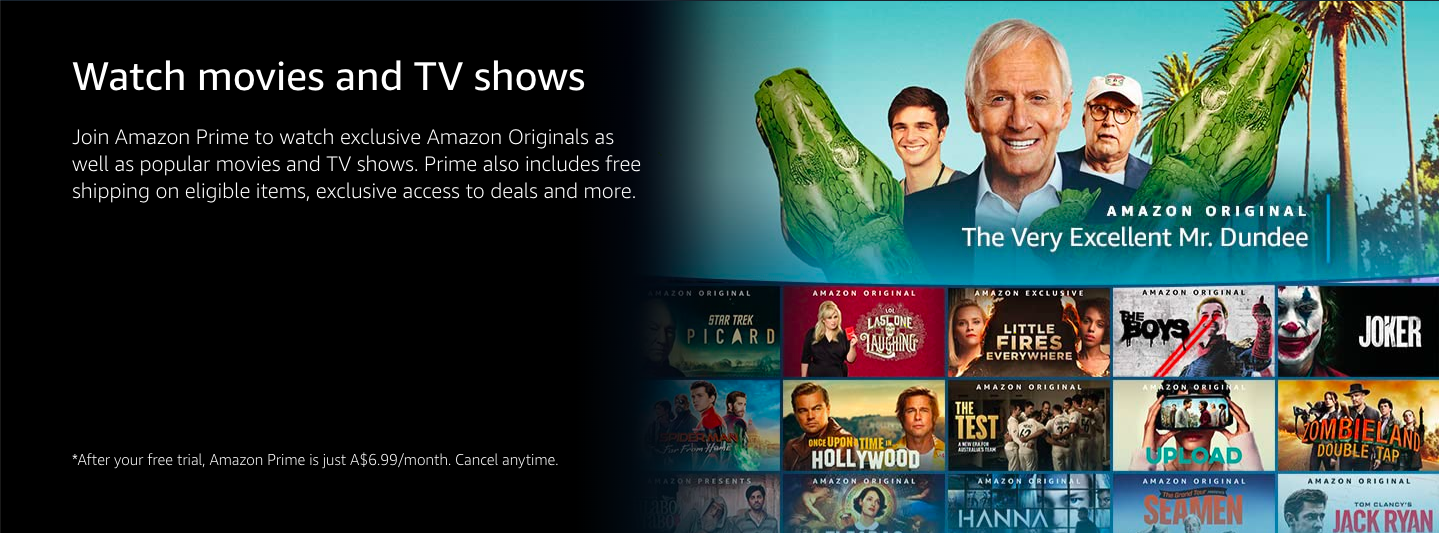 Watch movies and TV shows
Join Amazon Prime to watch exclusive Amazon Originals as
well as popular movies and TV shows. Prime also includes free
shipping on eligible items, exclusive access to deals and more.
*After your free trial, Amazon Prime is just A$6.99/month. Cancel anytime.
AMAZON ORIGINAL
The Very Excellent Mr. Dundee
AMAZON ORIGINAL
STAR TREK
PICARD
AMAZON ORIGINAL
LOL
LAST ONE
LAUGHING
AMAZON EXCLUSIVE
LITTLE
FIRES
EVERYWHERE
AMAZON ORIGINAL
THE
BOYS
JOKER
SPIDER-MAN
Far From Home
ONCE UPON A TIME IN
HOLLYWOOD
AMAZON ORIGINAL
THE
TEST
A NEW ERA FOR
AUSTRALIA'S TEAM
AMAZON ORIGINAL
UPLOAD
ZOMBIELAND
DOUBLE TAP
AMAZON PRESENTS
AMAZON ORIGINAL
AMAZON ORIGINAL
HANNA
AMAZON ORIGINAL
The Grand Tour
SEAMEN
AMAZON ORIGINAL
TOM CLANCY'S
JACK RYAN